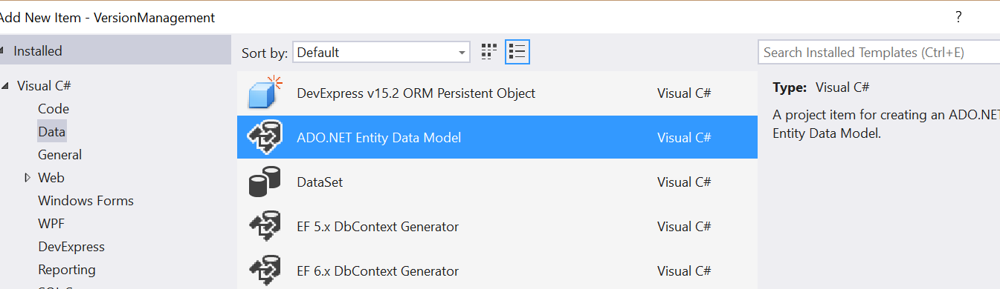 Add New Item - VersionManagement
?
Installed
Sort by: Default
Search Installed Templates (Ctrl+E)
Visual C#
Code
Data
General
Web
Windows Forms
WPF
DevExpress
Reporting
DevExpress v15.2 ORM Persistent Object Visual C#
ADO.NET Entity Data Model Visual C#
DataSet Visual C#
EF 5.x DbContext Generator Visual C#
EF 6.x DbContext Generator Visual C#
Type: Visual C#
A project item for creating an ADO.NET
Entity Data Model.